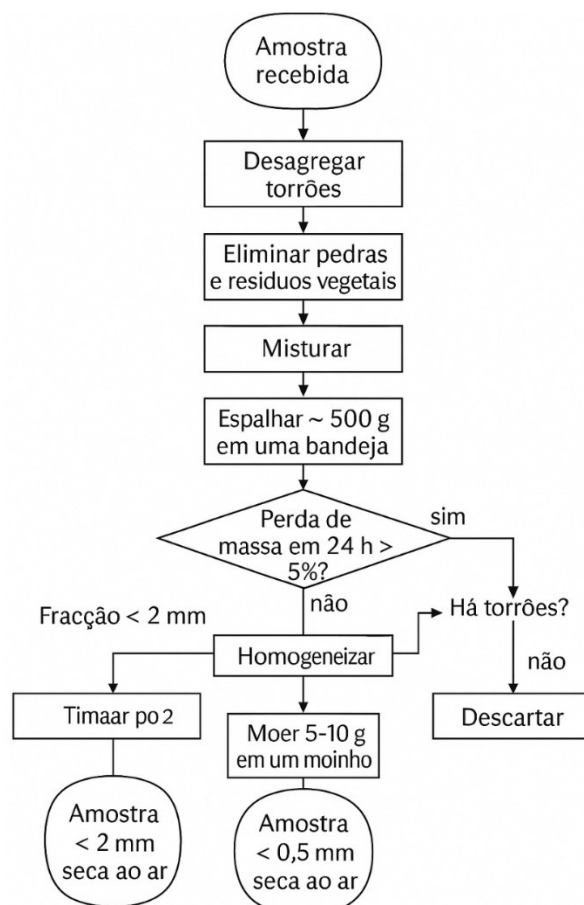 Amostra
recebida
Desagregar
torrões
Eliminar pedras
e residuos vegetais
Misturar
Espalhar ~ 500 g
em uma bandeja
Perda de
massa em 24 h >
5%?
sim
não
Há torrões?
Fracção < 2 mm
Homogeneizar
não
Timaar po 2
Moer 5-10 g
em um moinho
Descartar
Amostra
< 2 mm
seca ao ar
Amostra
< 0,5 mm
seca ao ar